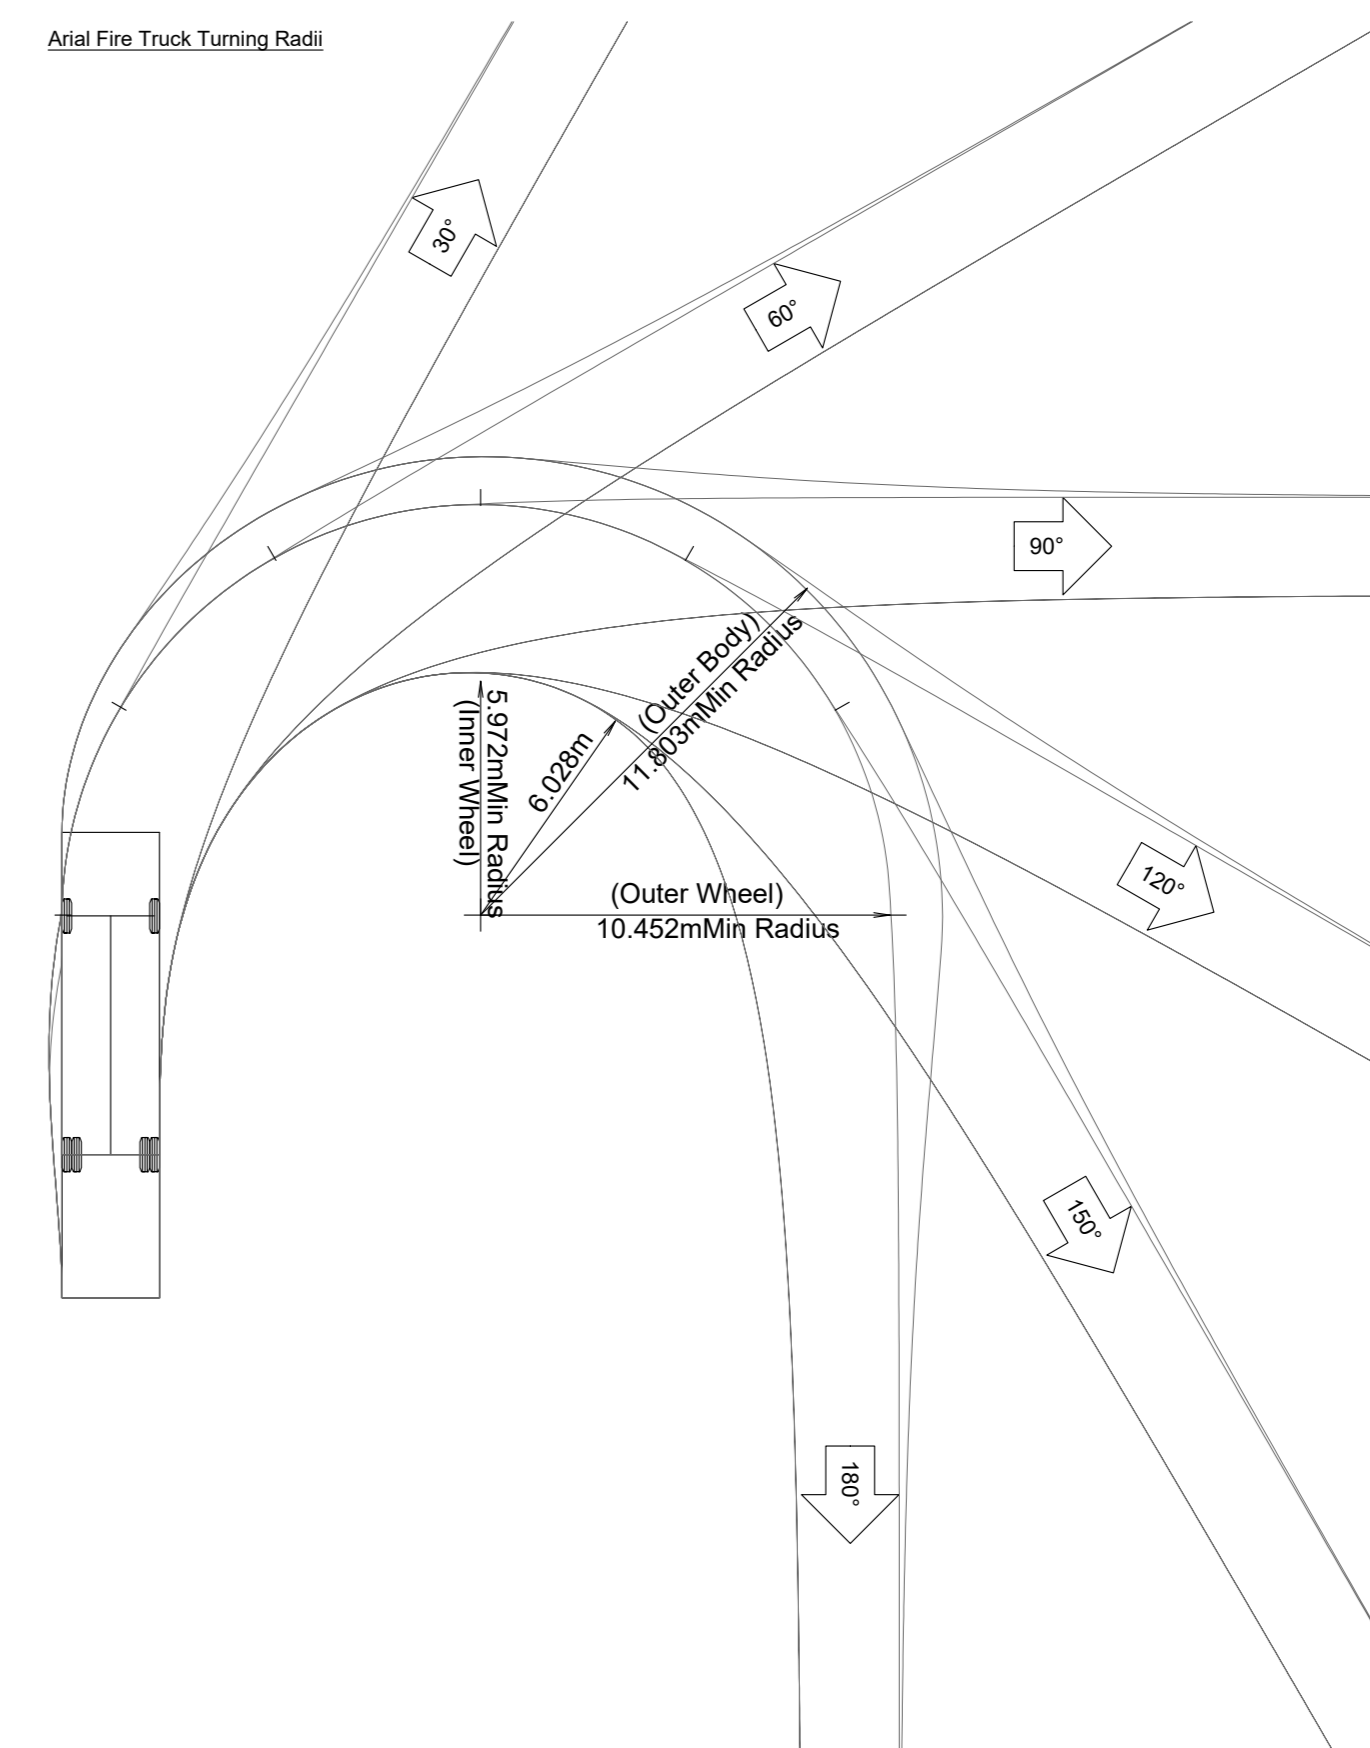 Arial Fire Truck Turning Radii
30°
60°
90°
(Outer Body)
11.803mMin Radius
5.972mMin Radius
(Inner Wheel)
6.028m
(Outer Wheel)
10.452mMin Radius
120°
150°
180°